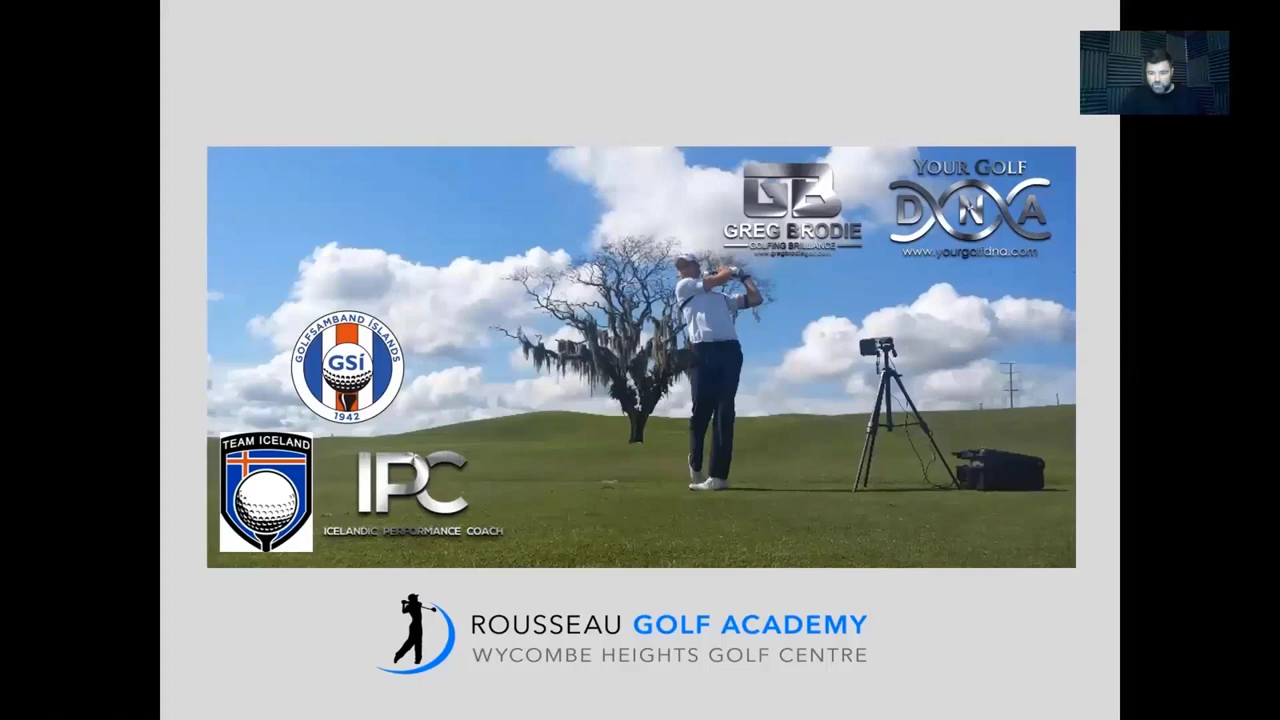 GB
GREG BRODIE
GOLFING BRILLIANCE
YOUR GOLF
DNA
www.yourgolfdna.com
GOLFSAMBAND ÍSLANDS
GSÍ
1942
TEAM ICELAND
IPC
ICELANDIC PERFORMANCE COACH
ROUSSEAU GOLF ACADEMY
WYCOMBE HEIGHTS GOLF CENTRE